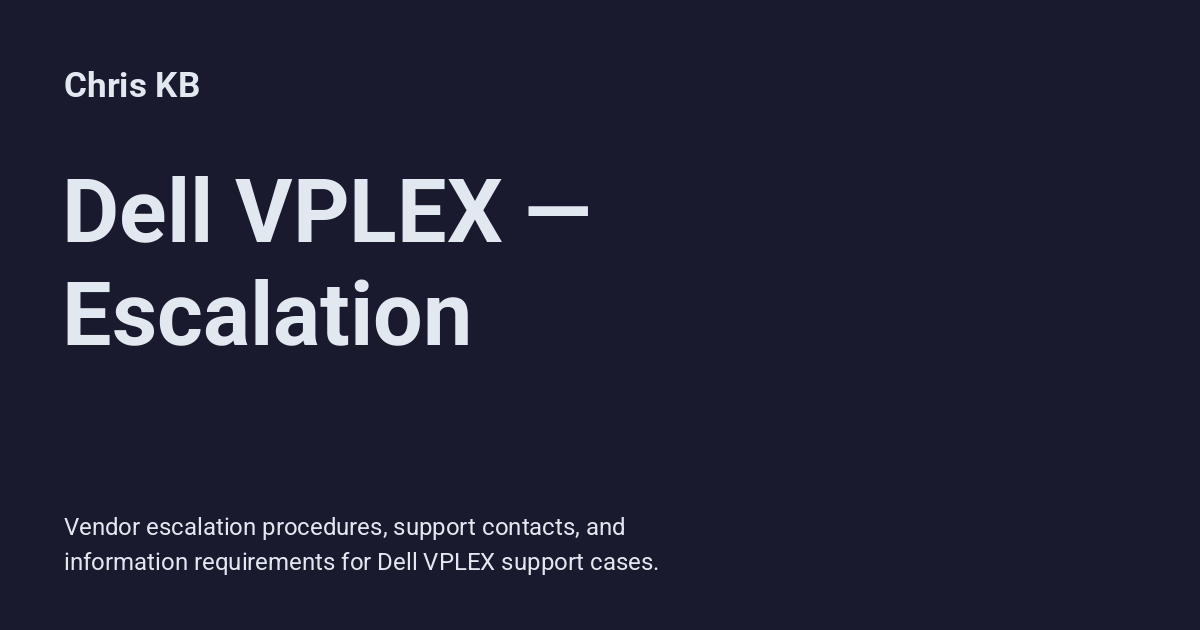 Chris KB
Dell VPLEX —
Escalation
Vendor escalation procedures, support contacts, and
information requirements for Dell VPLEX support cases.